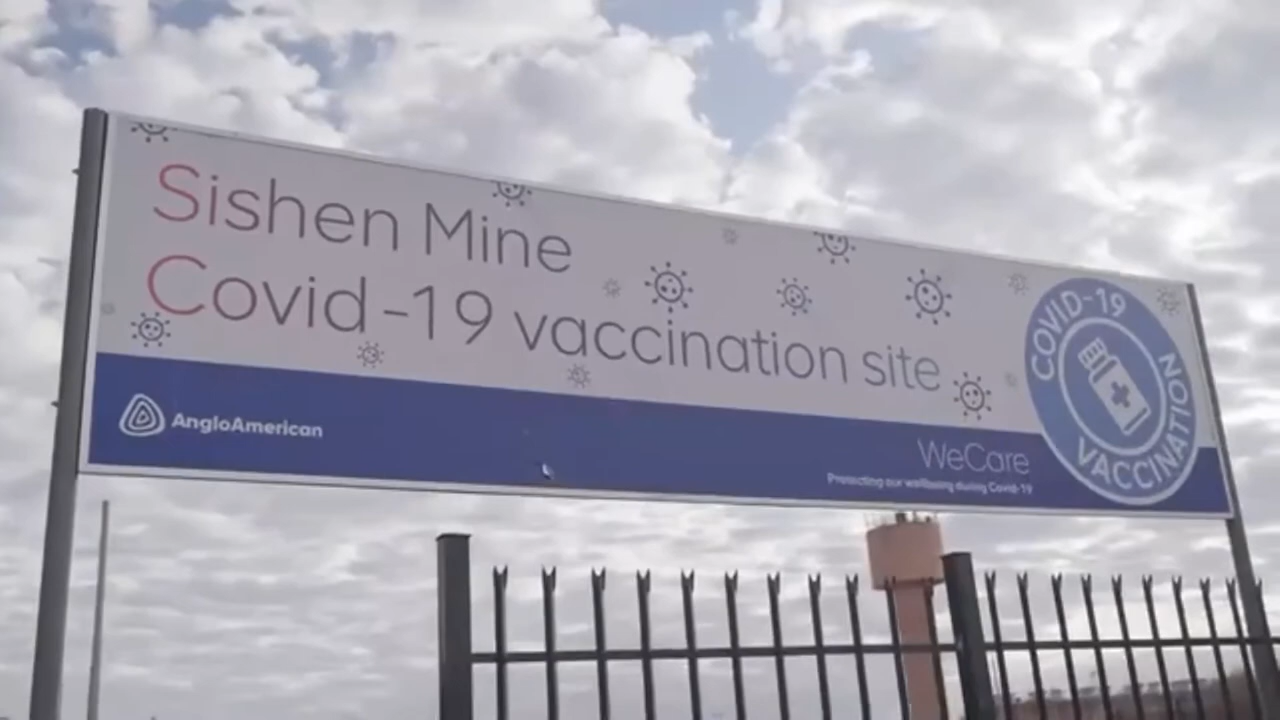 Sishen Mine
Covid-19 vaccination site
AngloAmerican
WeCare
Protecting our wellbeing during Covid-19
COVID-19
VACCINATION